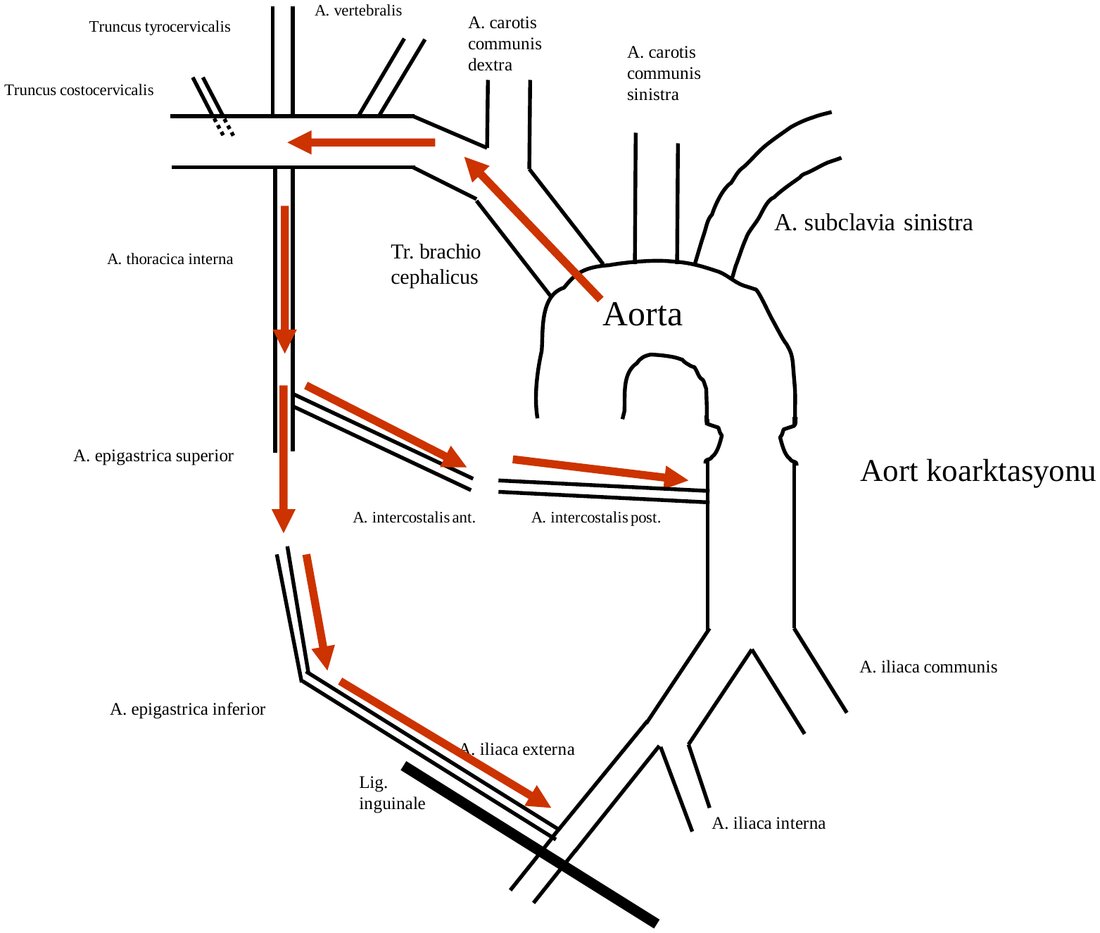 A. vertebralis
Truncus tyrocervicalis
A. carotis
communis
dextra
A. carotis
communis
sinistra
Truncus costocervicalis
A. subclavia sinistra
Tr. brachio
cephalicus
A. thoracica interna
Aorta
A. epigastrica superior
Aort koarktasyonu
A. intercostalis ant.
A. intercostalis post.
A. iliaca communis
A. epigastrica inferior
A. iliaca externa
Lig.
inguinale
A. iliaca interna